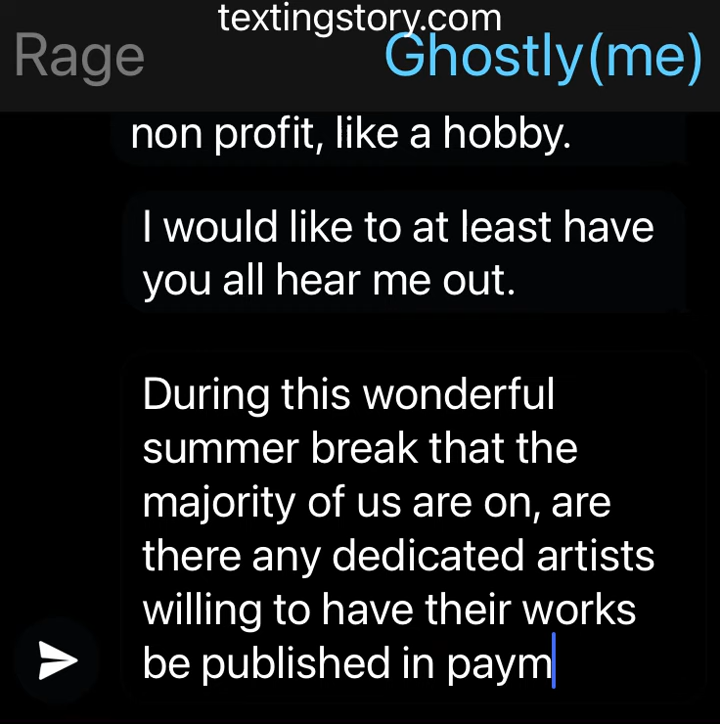 textingstory.com
Rage
Ghostly(me)
non profit, like a hobby.
I would like to at least have
you all hear me out.
During this wonderful
summer break that the
majority of us are on, are
there any dedicated artists
willing to have their works
be published in paym